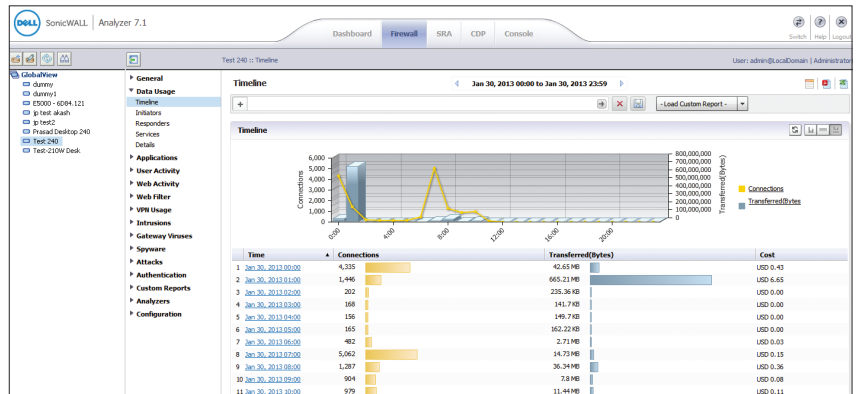 DELL SonicWALL | Analyzer 7.1
Dashboard Firewall SRA CDP Console
Switch | Help | Logout
Test 240 :: Timeline
User: admin@LocalDomain | Administrator
GlobalView
dummy
dummy1
E5000 - 6D84.121
jp test akash
jp test2
Prasad Desktop 240
Test 240
Test-210W Desk
General
Data Usage
Timeline
Initiators
Responders
Services
Details
Applications
User Activity
Web Activity
Web Filter
VPN Usage
Intrusions
Gateway Viruses
Spyware
Attacks
Authentication
Custom Reports
Analyzers
Configuration
Timeline
Jan 30, 2013 00:00 to Jan 30, 2013 23:59
+
- Load Custom Report -
Timeline
Connections
6,000
5,000
4,000
3,000
2,000
1,000
0
0:00 4:00 8:00 12:00 16:00 20:00
800,000,000
700,000,000
600,000,000
500,000,000
400,000,000
300,000,000
200,000,000
100,000,000
0
Transferred(Bytes)
Connections
Transferred(Bytes
Time Connections Transferred(Bytes) Cost
1 Jan 30, 2013 00:00 4,335 42.65 MB USD 0.43
2 Jan 30, 2013 01:00 1,446 665.21 MB USD 6.65
3 Jan 30, 2013 02:00 202 235.36 KB USD 0.00
4 Jan 30, 2013 03:00 168 141.7 KB USD 0.00
5 Jan 30, 2013 04:00 156 149.7 KB USD 0.00
6 Jan 30, 2013 05:00 165 162.22 KB USD 0.00
7 Jan 30, 2013 06:00 482 2.71 MB USD 0.03
8 Jan 30, 2013 07:00 5,062 14.73 MB USD 0.15
9 Jan 30, 2013 08:00 1,287 36.34 MB USD 0.36
10 Jan 30, 2013 09:00 904 7.8 MB USD 0.08
11 Jan 30, 2013 10:00 979 11.44 MB USD 0.11